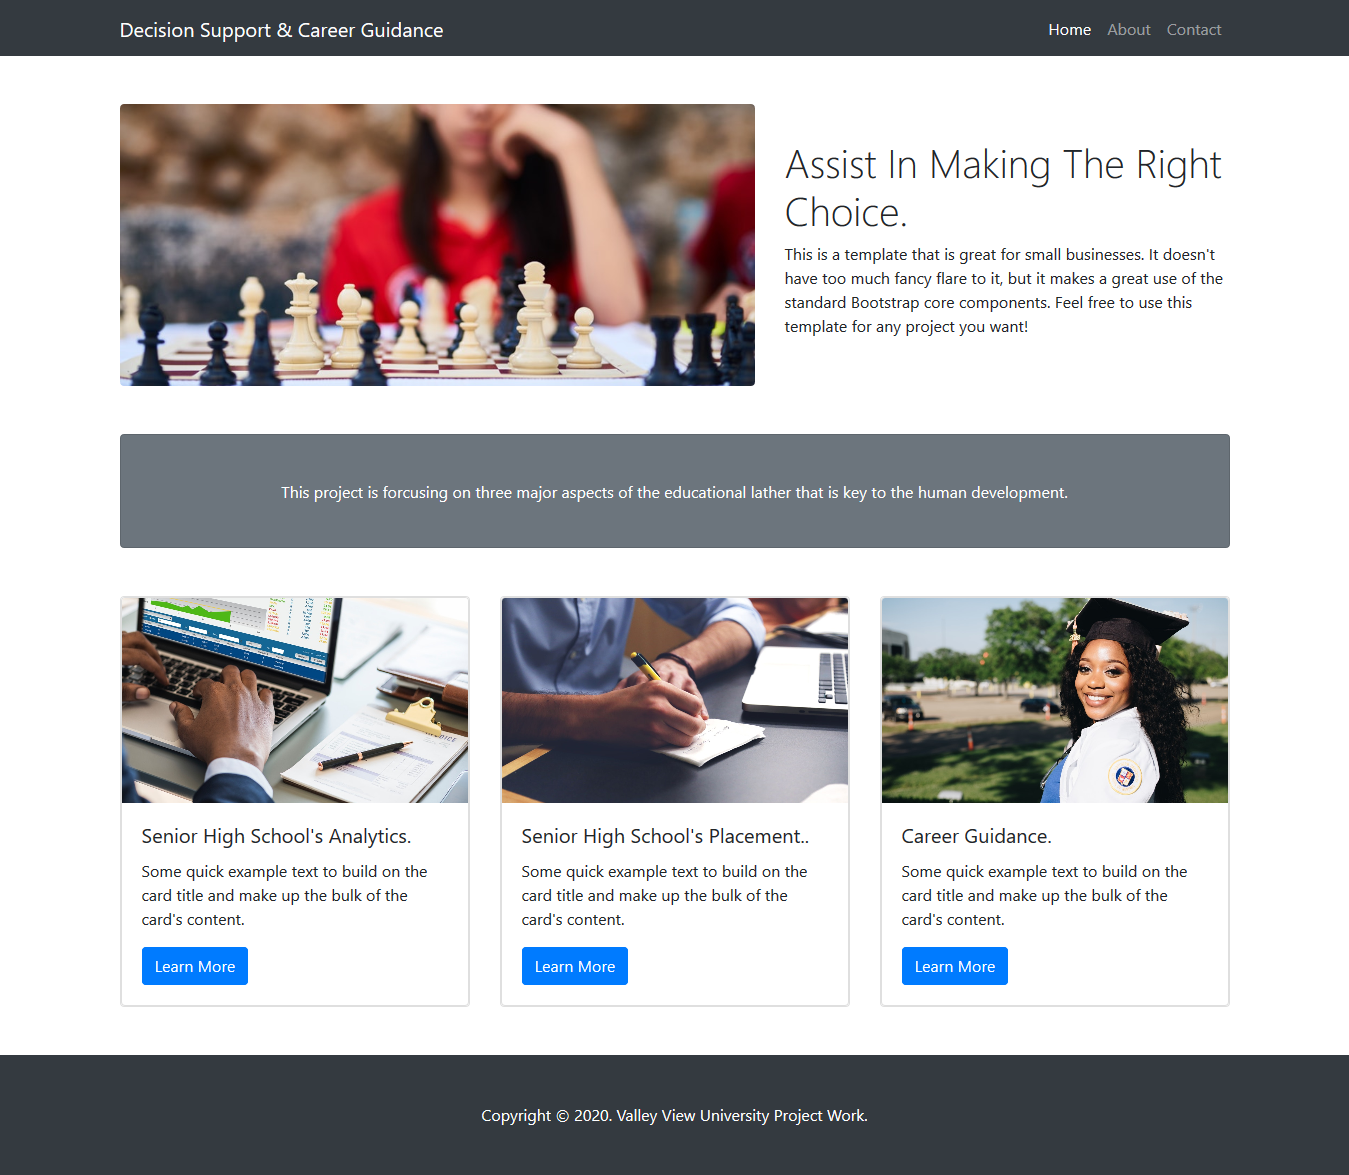 Decision Support & Career Guidance
Home About Contact
Assist In Making The Right
Choice.
This is a template that is great for small businesses. It doesn't
have too much fancy flare to it, but it makes a great use of the
standard Bootstrap core components. Feel free to use this
template for any project you want!
This project is forcusing on three major aspects of the educational lather that is key to the human development.
Senior High School's Analytics.
Some quick example text to build on the
card title and make up the bulk of the
card's content.
Learn More
Senior High School's Placement..
Some quick example text to build on the
card title and make up the bulk of the
card's content.
Learn More
Career Guidance.
Some quick example text to build on the
card title and make up the bulk of the
card's content.
Learn More
Copyright © 2020. Valley View University Project Work.